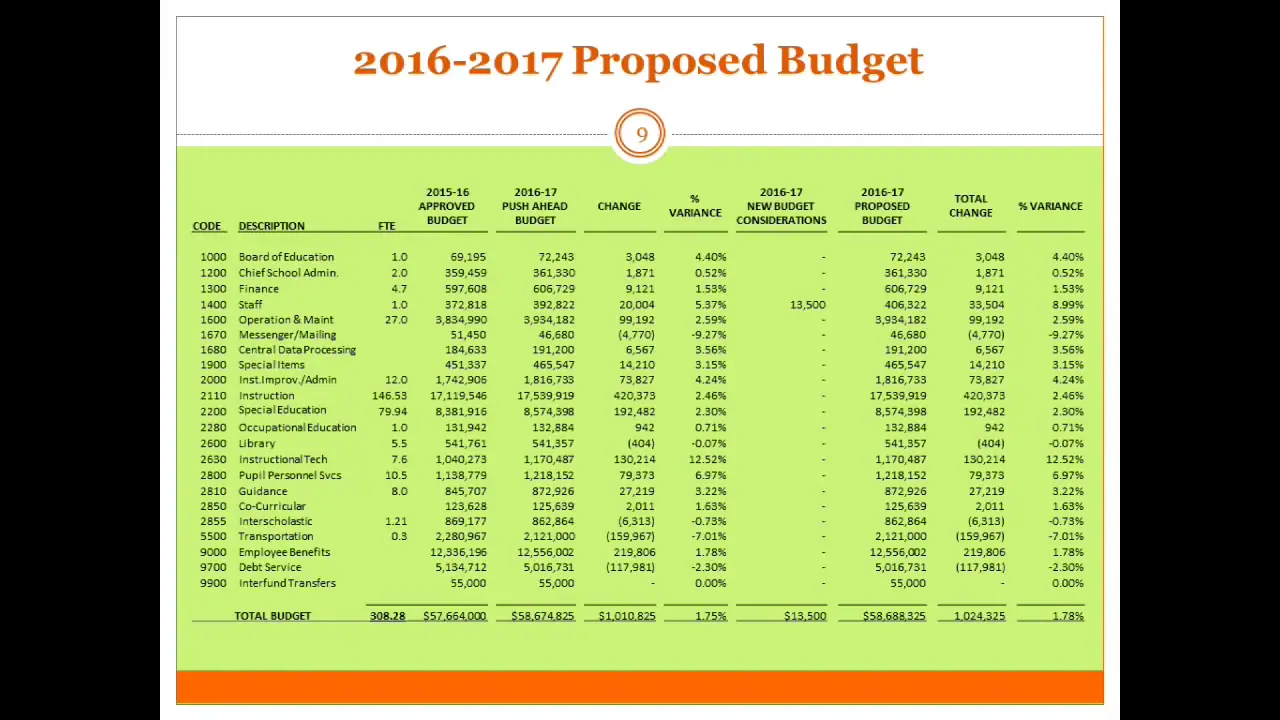 2016-2017 Proposed Budget
9
CODE DESCRIPTION FTE 2015-16 APPROVED BUDGET 2016-17 PUSH AHEAD BUDGET CHANGE % VARIANCE 2016-17 NEW BUDGET CONSIDERATIONS 2016-17 PROPOSED BUDGET TOTAL CHANGE % VARIANCE
1000 Board of Education 1.0 69,195 72,243 3,048 4.40% - 72,243 3,048 4.40%
1200 Chief School Admin. 2.0 359,459 361,330 1,871 0.52% - 361,330 1,871 0.52%
1300 Finance 4.7 597,608 606,729 9,121 1.53% - 606,729 9,121 1.53%
1400 Staff 1.0 372,818 392,822 20,004 5.37% 13,500 406,322 33,504 8.99%
1600 Operation & Maint 27.0 3,834,990 3,934,182 99,192 2.59% - 3,934,182 99,192 2.59%
1670 Messenger/Mailing 51,450 46,680 (4,770) -9.27% - 46,680 (4,770) -9.27%
1680 Central Data Processing 184,633 191,200 6,567 3.56% - 191,200 6,567 3.56%
1900 Special Items 451,337 465,547 14,210 3.15% - 465,547 14,210 3.15%
2000 Inst.Improv./Admin 12.0 1,742,906 1,816,733 73,827 4.24% - 1,816,733 73,827 4.24%
2110 Instruction 146.53 17,119,546 17,539,919 420,373 2.46% - 17,539,919 420,373 2.46%
2200 Special Education 79.94 8,381,916 8,574,398 192,482 2.30% - 8,574,398 192,482 2.30%
2280 Occupational Education 1.0 131,942 132,884 942 0.71% - 132,884 942 0.71%
2600 Library 5.5 541,761 541,357 (404) -0.07% - 541,357 (404) -0.07%
2630 Instructional Tech 7.6 1,040,273 1,170,487 130,214 12.52% - 1,170,487 130,214 12.52%
2800 Pupil Personnel Svcs 10.5 1,138,779 1,218,152 79,373 6.97% - 1,218,152 79,373 6.97%
2810 Guidance 8.0 845,707 872,926 27,219 3.22% - 872,926 27,219 3.22%
2850 Co-Curricular 123,628 125,639 2,011 1.63% - 125,639 2,011 1.63%
2855 Interscholastic 1.21 869,177 862,864 (6,313) -0.73% - 862,864 (6,313) -0.73%
5500 Transportation 0.3 2,280,967 2,121,000 (159,967) -7.01% - 2,121,000 (159,967) -7.01%
9000 Employee Benefits 12,336,196 12,556,002 219,806 1.78% - 12,556,002 219,806 1.78%
9700 Debt Service 5,134,712 5,016,731 (117,981) -2.30% - 5,016,731 (117,981) -2.30%
9900 Interfund Transfers 55,000 55,000 - 0.00% - 55,000 - 0.00%
TOTAL BUDGET 308.28 $57,664,000 $58,674,825 $1,010,825 1.75% $13,500 $58,688,325 1,024,325 1.78%